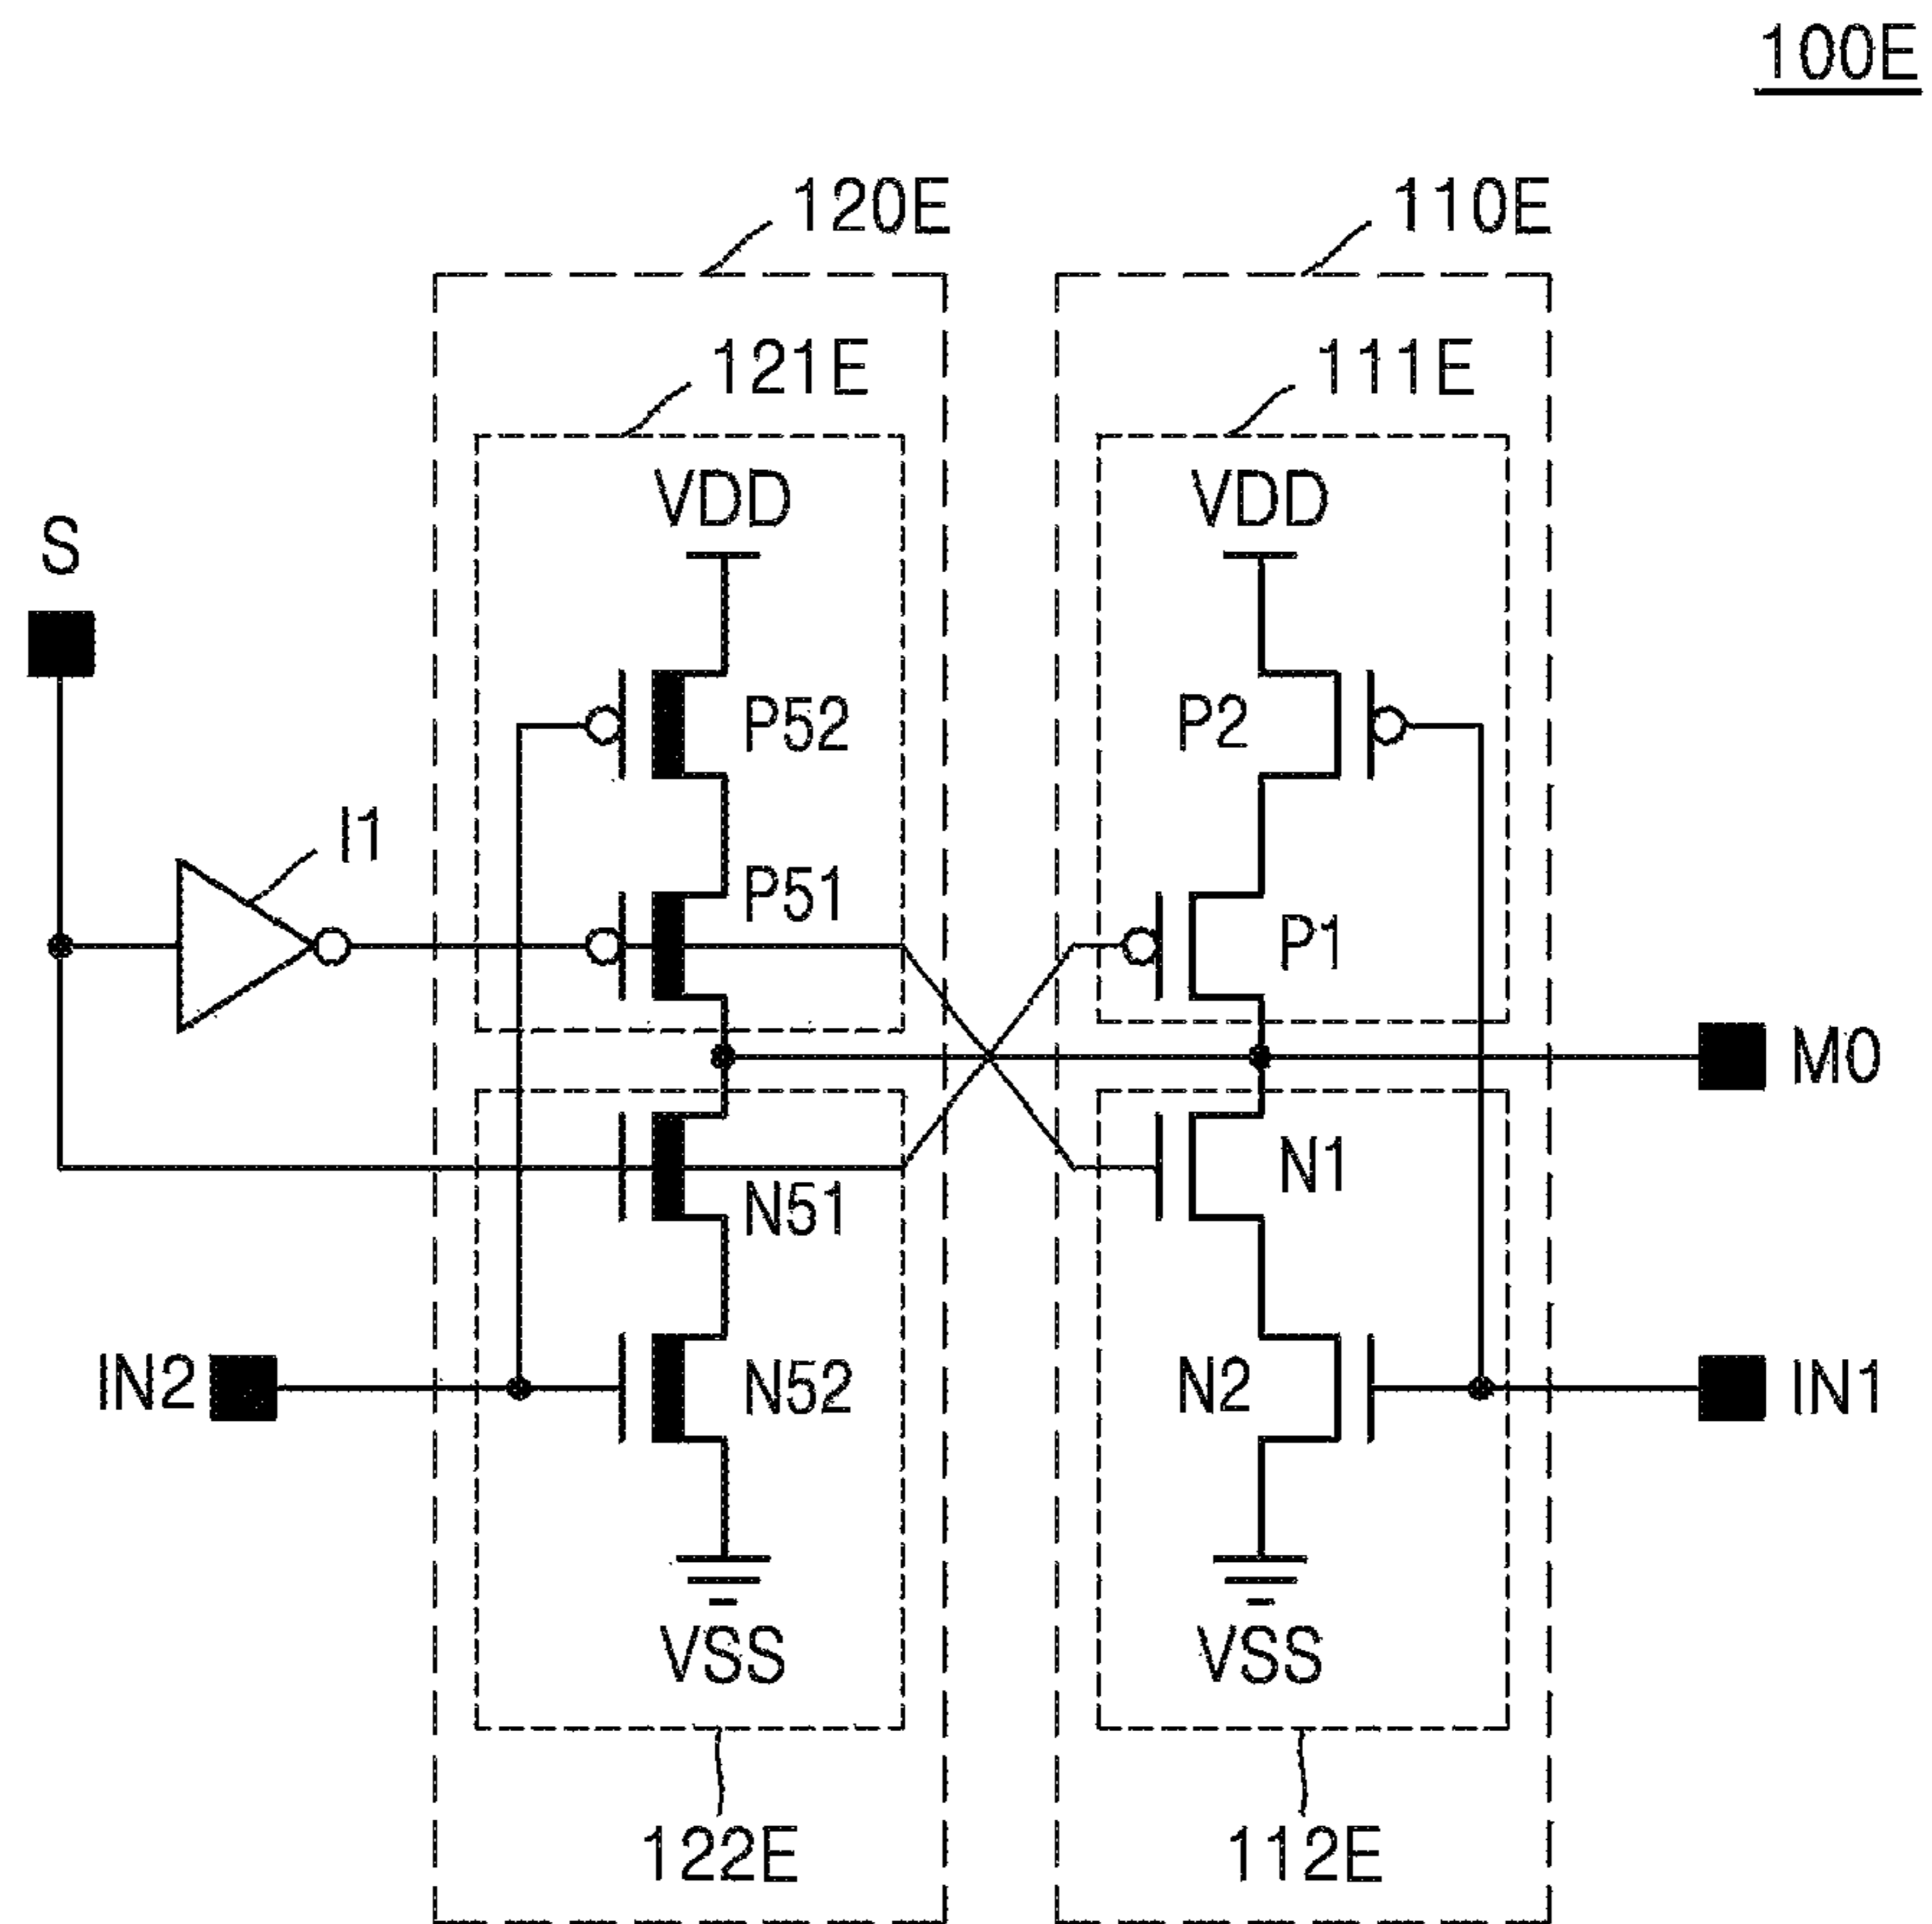 100E
120E
110E
121E
111E
VDD
VDD
S
P52
P2
I1
P51
P1
M0
N1
N51
IN2
N52
N2
IN1
VSS
VSS
122E
112E